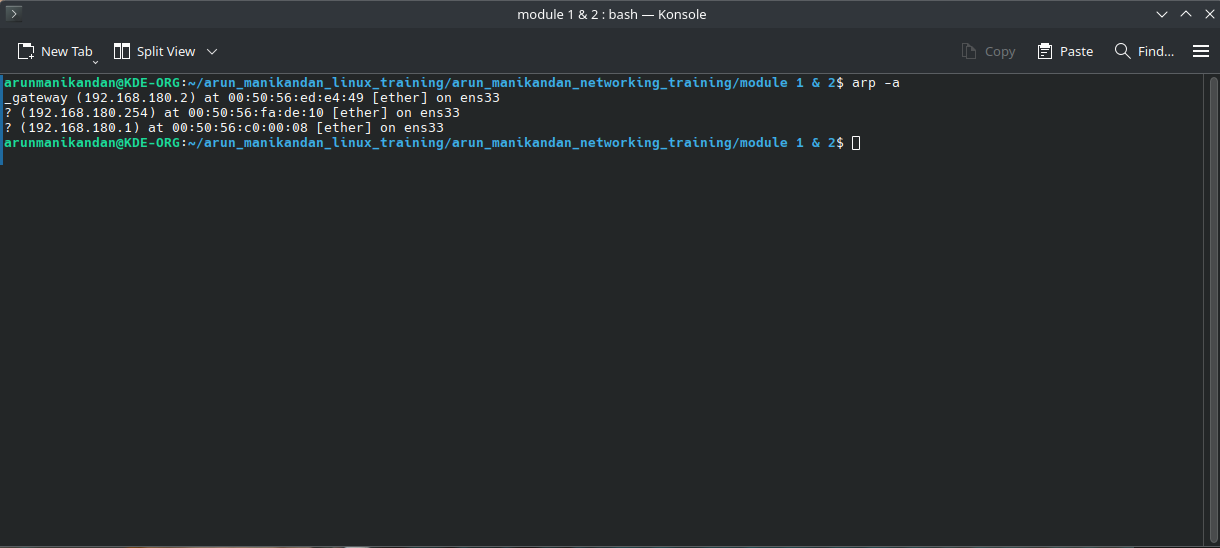 module 1 & 2 : bash — Konsole
New Tab Split View Copy Paste Find...
arunmanikandan@KDE-ORG:~/arun_manikandan_linux_training/arun_manikandan_networking_training/module 1 & 2$ arp -a
_gateway (192.168.180.2) at 00:50:56:ed:e4:49 [ether] on ens33
? (192.168.180.254) at 00:50:56:fa:de:10 [ether] on ens33
? (192.168.180.1) at 00:50:56:c0:00:08 [ether] on ens33
arunmanikandan@KDE-ORG:~/arun_manikandan_linux_training/arun_manikandan_networking_training/module 1 & 2$